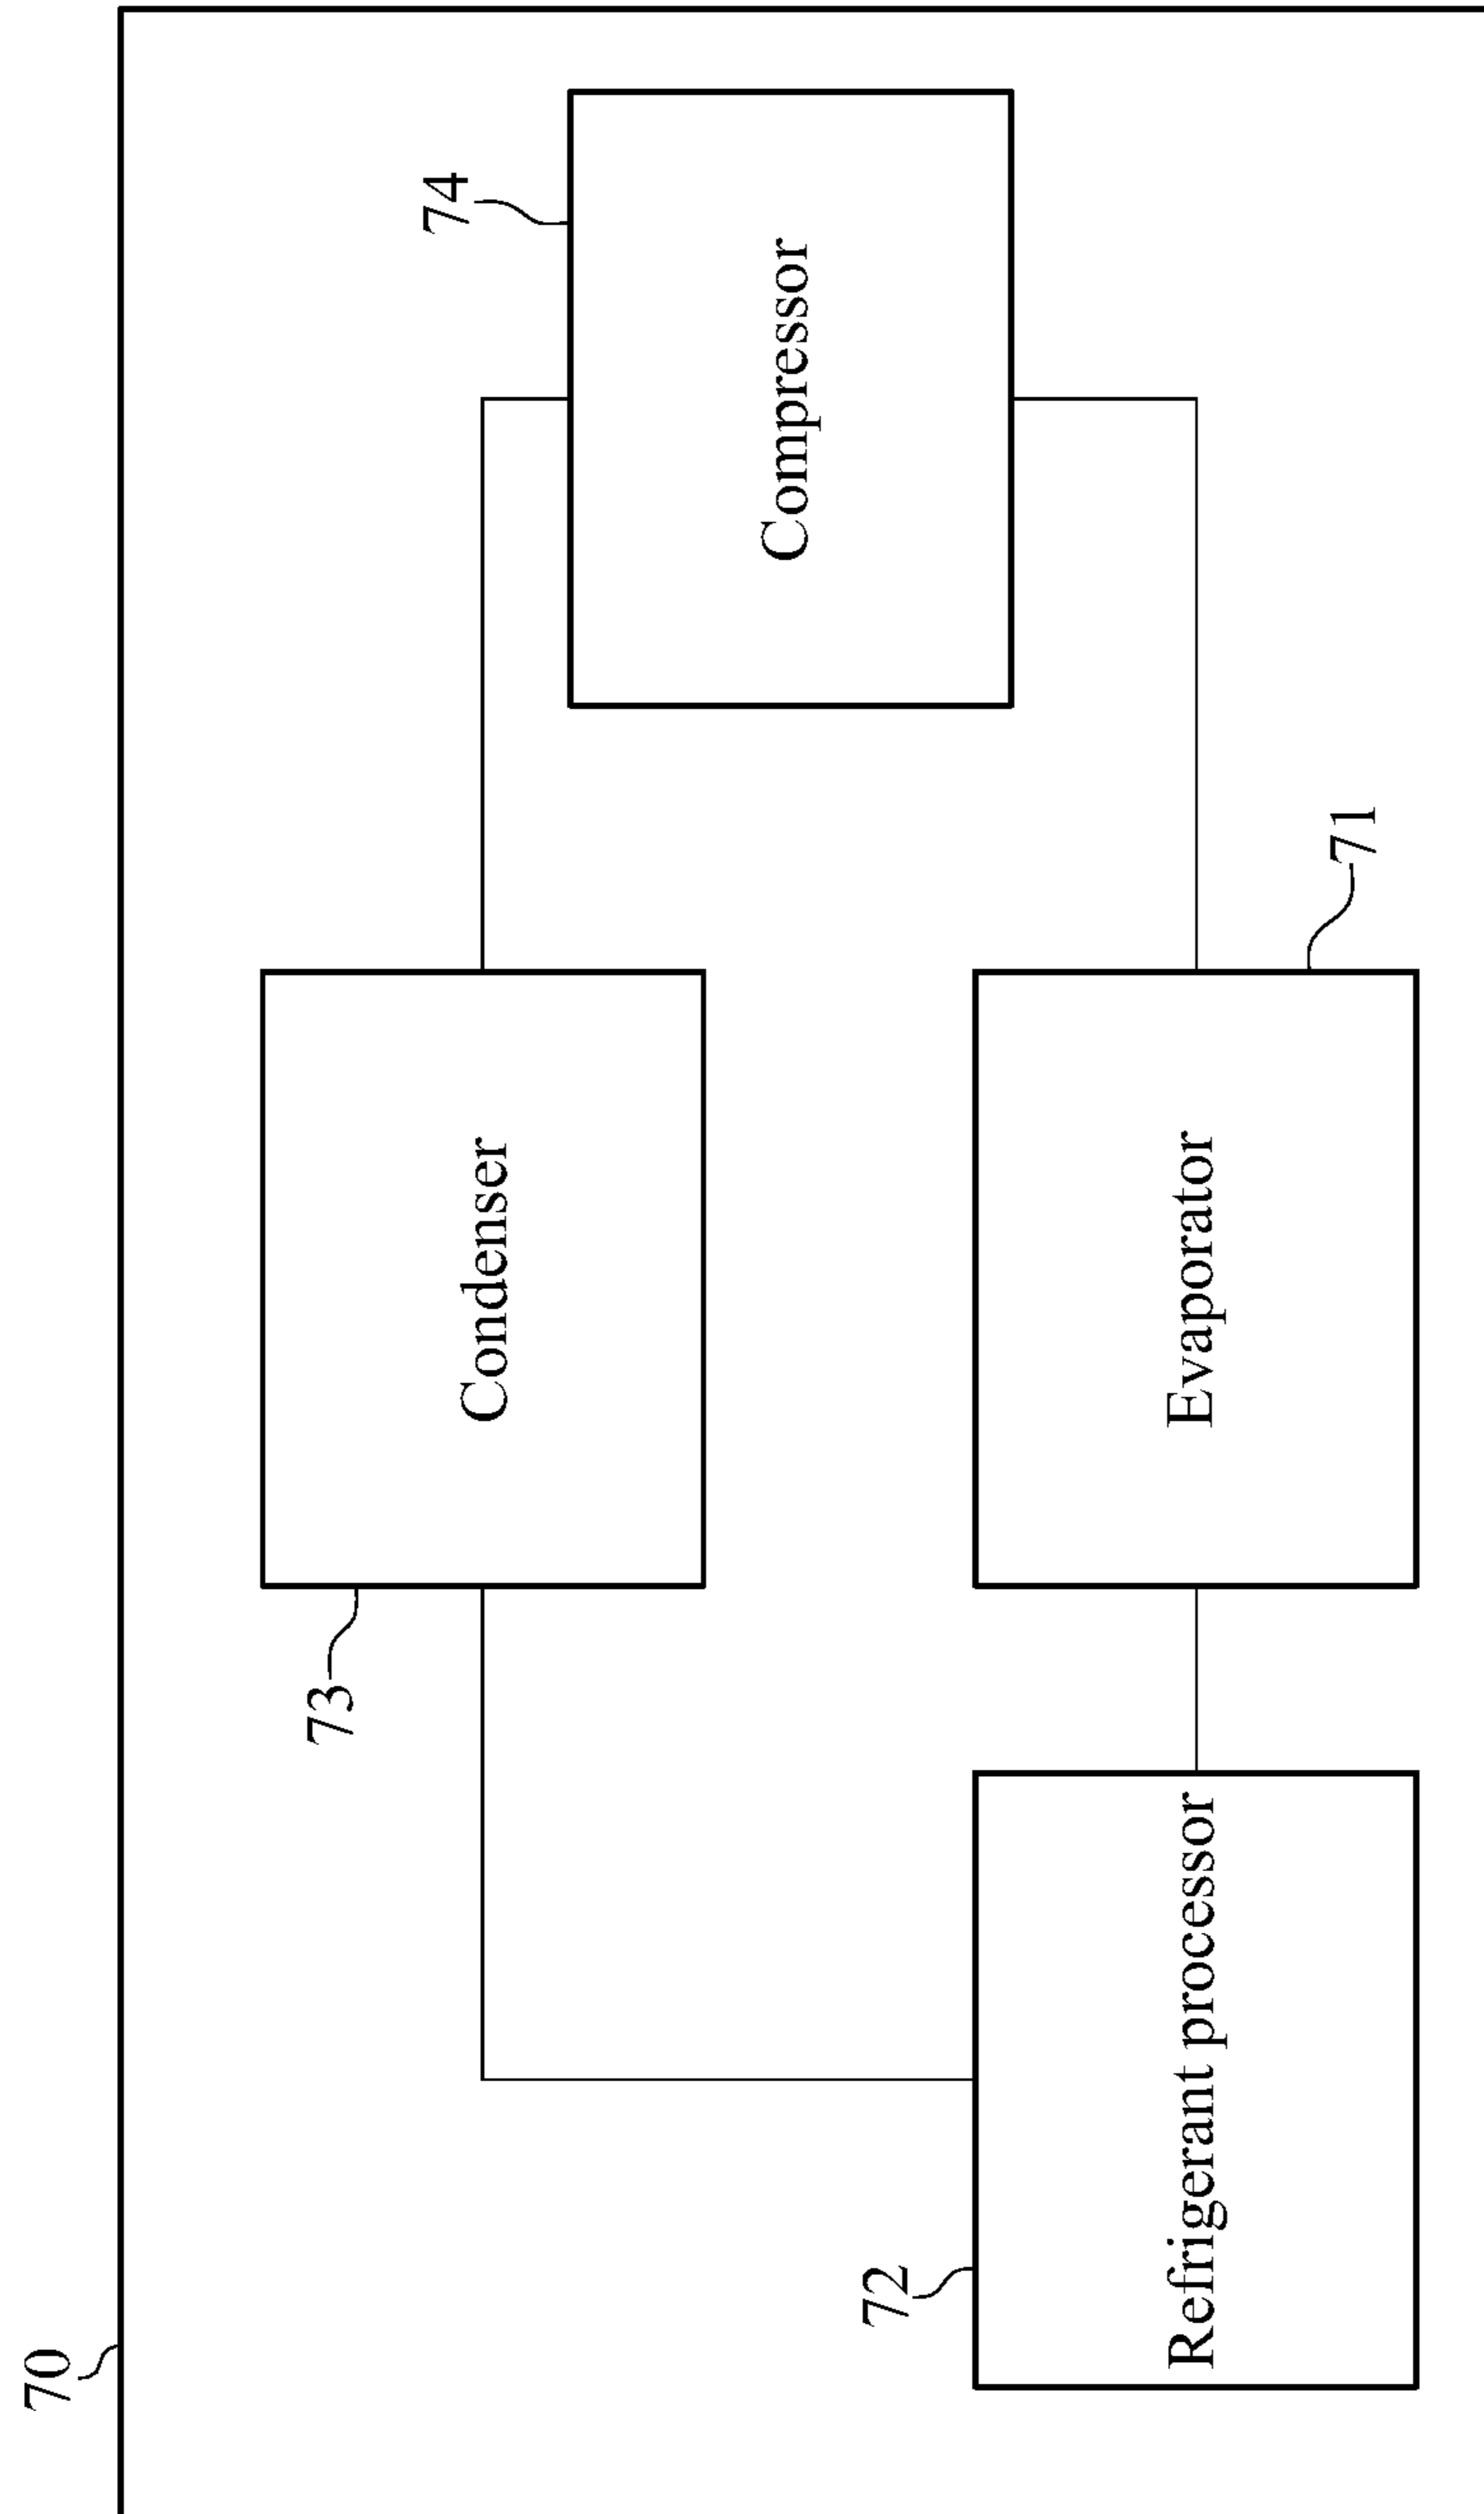 70
73
Condenser
74
Compressor
72
Refrigerant processor
Evaporator
71